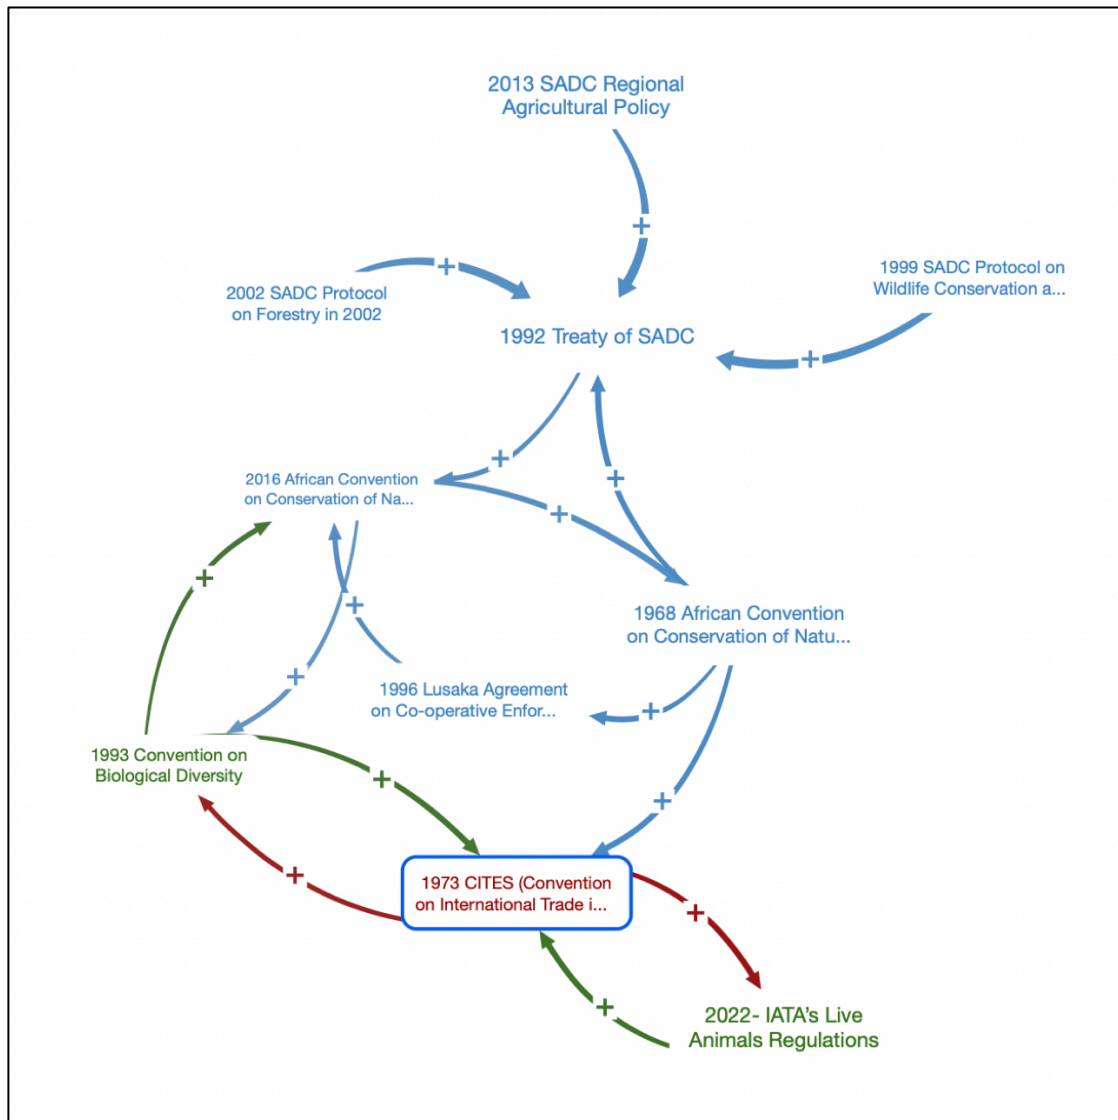 2013 SADC Regional
Agricultural Policy
1999 SADC Protocol on
Wildlife Conservation a...
2002 SADC Protocol
on Forestry in 2002
1992 Treaty of SADC
2016 African Convention
on Conservation of Na...
1968 African Convention
on Conservation of Natu...
1996 Lusaka Agreement
on Co-operative Enfor...
1993 Convention on
Biological Diversity
1973 CITES (Convention
on International Trade i...
2022- IATA's Live
Animals Regulations